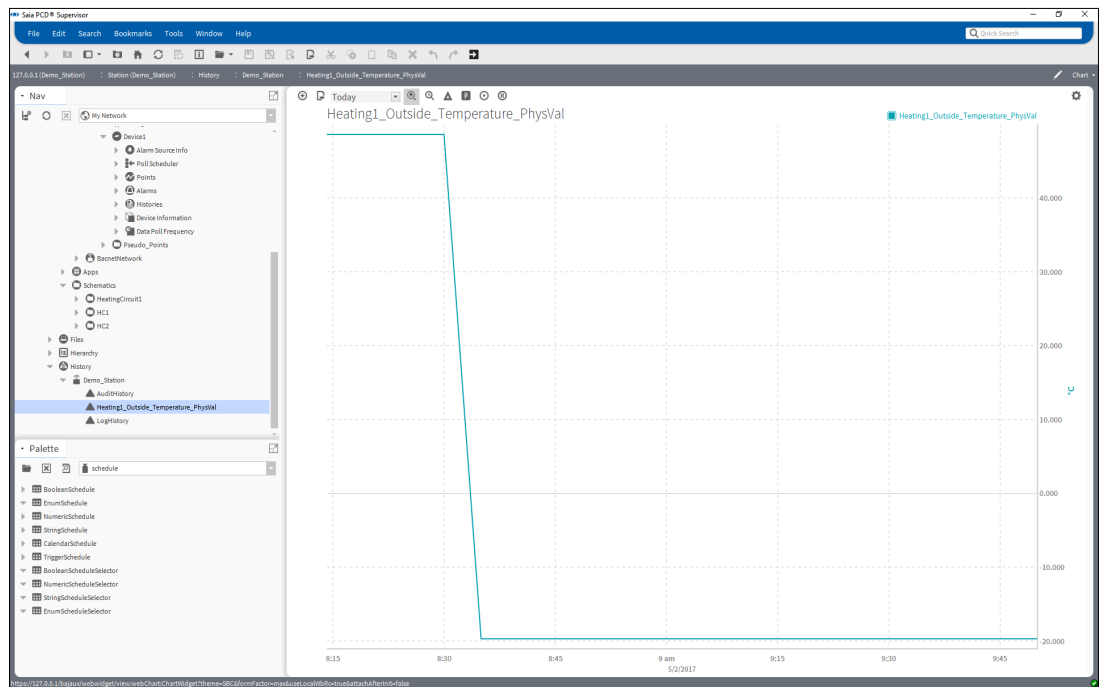 Saia PCD® Supervisor
File Edit Search Bookmarks Tools Window Help
Quick Search
127.0.0.1 (Demo_Station) : Station (Demo_Station) : History : Demo_Station : Heating1_Outside_Temperature_PhysVal
Chart
Nav
My Network
Device1
Alarm Source Info
Poll Scheduler
Points
Alarms
Histories
Device Information
Data Poll Frequency
Pseudo_Points
BacnetNetwork
Apps
Schematics
HeatingCircuit1
HC1
HC2
Files
Hierarchy
History
Demo_Station
AuditHistory
Heating1_Outside_Temperature_PhysVal
LogHistory
Palette
schedule
BooleanSchedule
EnumSchedule
NumericSchedule
StringSchedule
CalendarSchedule
TriggerSchedule
BooleanScheduleSelector
NumericScheduleSelector
StringScheduleSelector
EnumScheduleSelector
Today
Heating1_Outside_Temperature_PhysVal
Heating1_Outside_Temperature_PhysVal
40.000
30.000
20.000
°C
10.000
0.000
-10.000
-20.000
8:15 8:30 8:45 9 am 9:15 9:30 9:45
5/2/2017
https://127.0.0.1/bajaux/webwidget/view/webChart:ChartWidget?theme=SBC&formFactor=max&useLocalWbRc=true&attachAfterInit=false